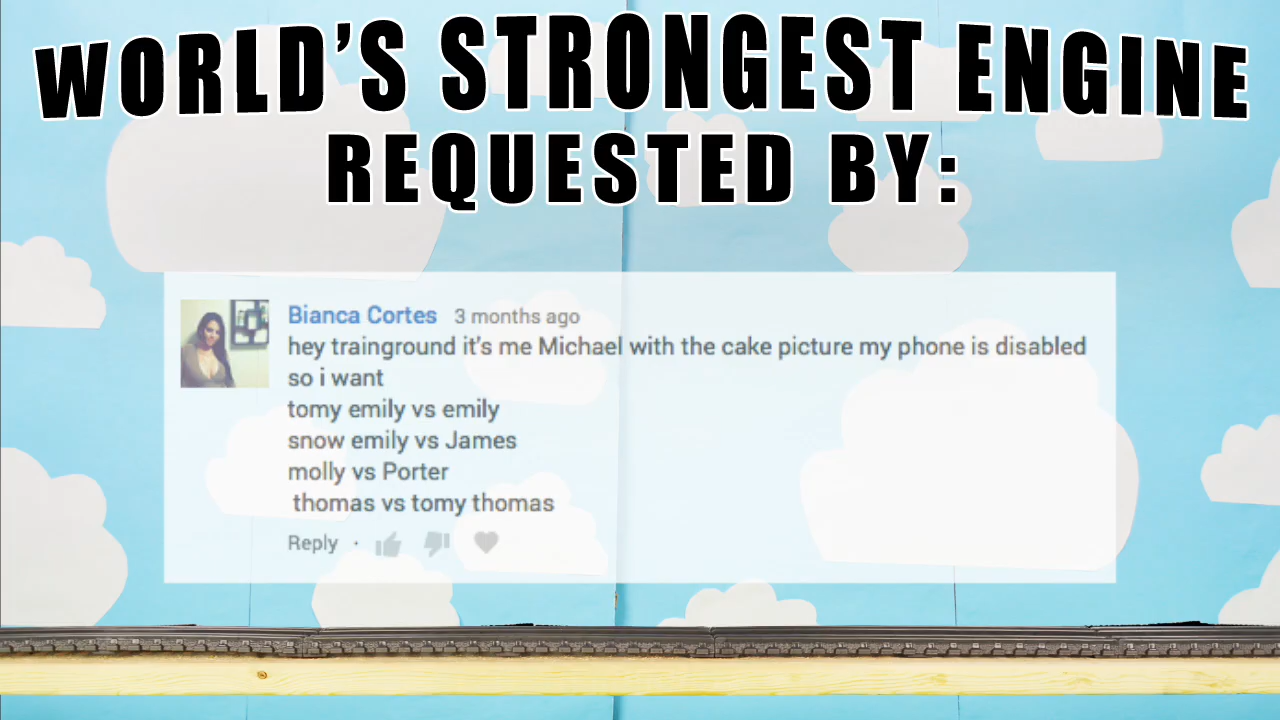 WORLD'S STRONGEST ENGINE
REQUESTED BY:
Bianca Cortes 3 months ago
hey trainground it's me Michael with the cake picture my phone is disabled
so i want
tomy emily vs emily
snow emily vs James
molly vs Porter
thomas vs tomy thomas
Reply ·